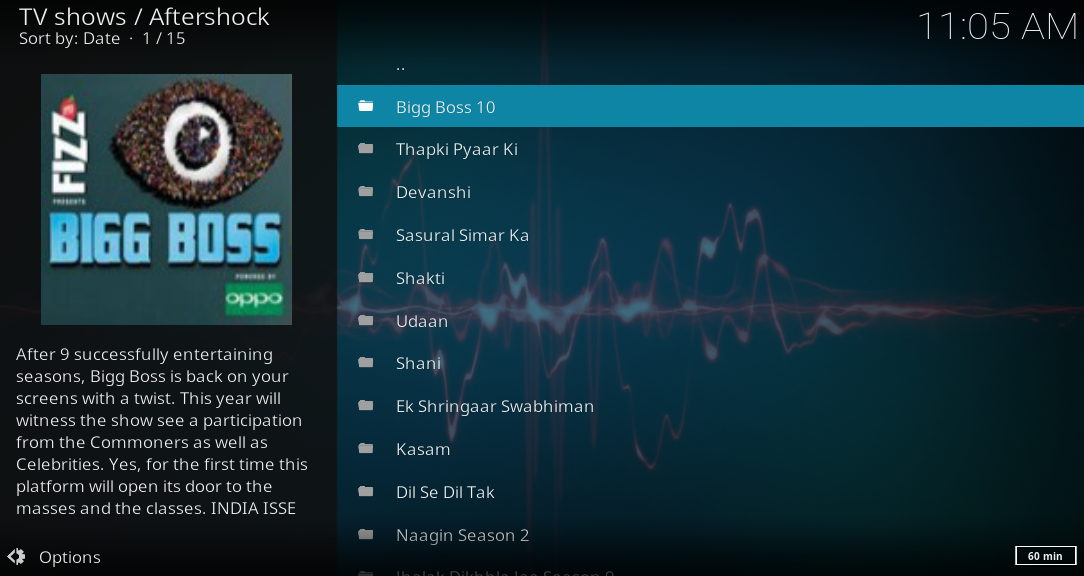 TV shows / Aftershock
Sort by: Date · 1 / 15
11:05 AM
FIZZ
PRESENTS
BIGG BOSS
POWERED BY
oppo
After 9 successfully entertaining
seasons, Bigg Boss is back on your
screens with a twist. This year will
witness the show see a participation
from the Commoners as well as
Celebrities. Yes, for the first time this
platform will open its door to the
masses and the classes. INDIA ISSE
Options
..
Bigg Boss 10
Thapki Pyaar Ki
Devanshi
Sasural Simar Ka
Shakti
Udaan
Shani
Ek Shringaar Swabhiman
Kasam
Dil Se Dil Tak
Naagin Season 2
60 min